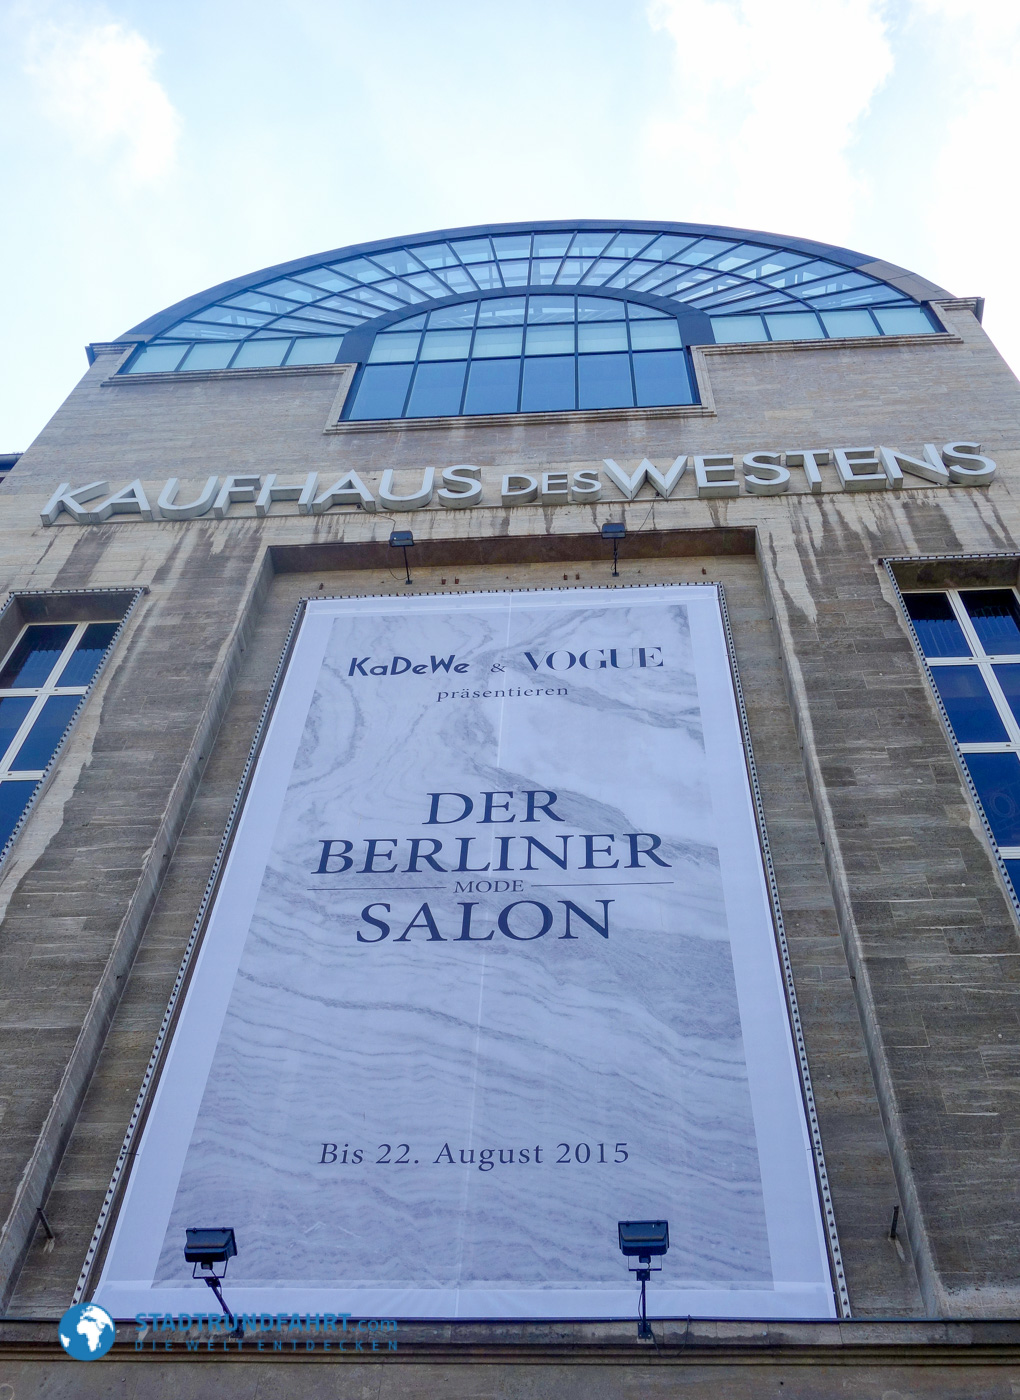 KAUFHAUS DES WESTENS
KaDeWe & VOGUE
präsentieren
DER
BERLINER
MODE
SALON
Bis 22. August 2015
STADTRUNDFAHRT.com
DIE WELT ENTDECKEN